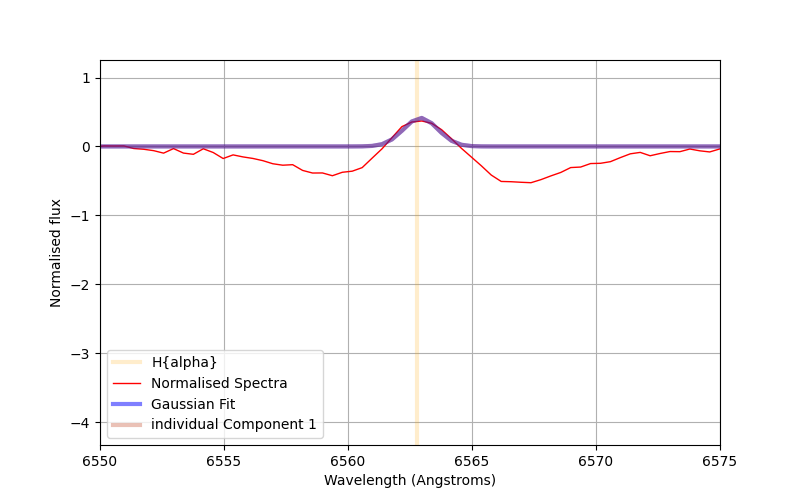 1
0
−1
−2
−3
−4
Normalised flux
H{alpha}
Normalised Spectra
Gaussian Fit
individual Component 1
6550 6555 6560 6565 6570 6575
Wavelength (Angstroms)